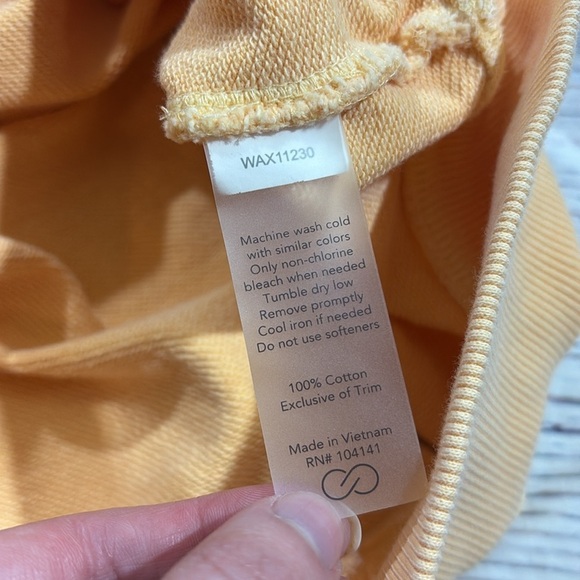 WAX11230
Machine wash cold
with similar colors
Only non-chlorine
bleach when needed
Tumble dry low
Remove promptly
Cool iron if needed
Do not use softeners
100% Cotton
Exclusive of Trim
Made in Vietnam
RN# 104141